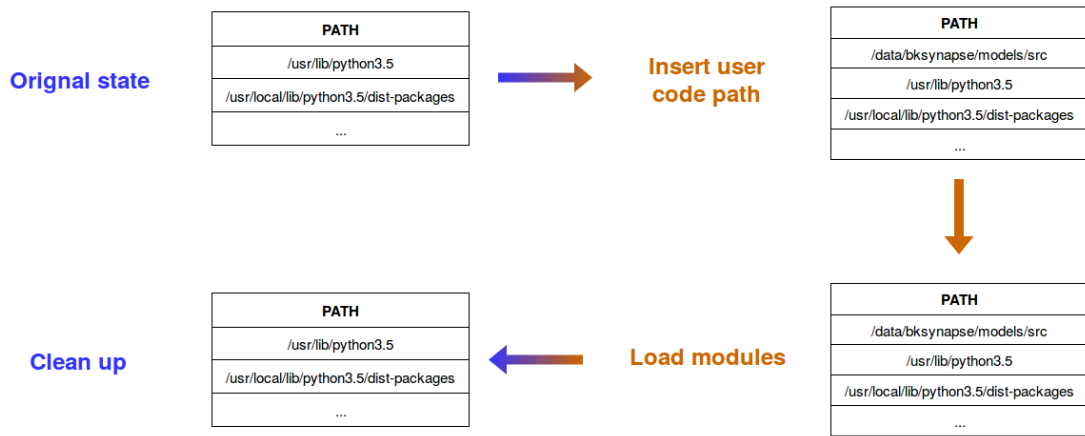 Orignal state
PATH
/usr/lib/python3.5
/usr/local/lib/python3.5/dist-packages
...
Insert user
code path
PATH
/data/bksynapse/models/src
/usr/lib/python3.5
/usr/local/lib/python3.5/dist-packages
...
Clean up
PATH
/usr/lib/python3.5
/usr/local/lib/python3.5/dist-packages
...
Load modules
PATH
/data/bksynapse/models/src
/usr/lib/python3.5
/usr/local/lib/python3.5/dist-packages
...